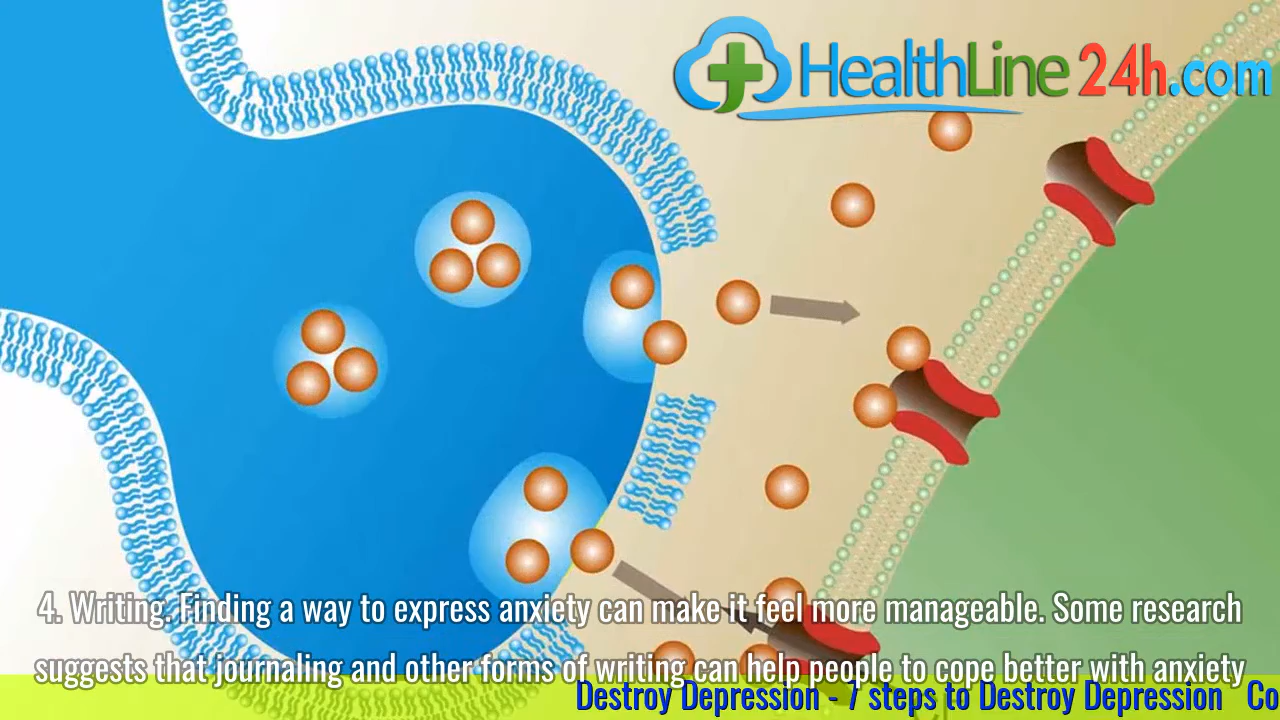 HealthLine24h.com
4. Writing. Finding a way to express anxiety can make it feel more manageable. Some research
suggests that journaling and other forms of writing can help people to cope better with anxiety
Destroy Depression - 7 steps to Destroy Depression Co